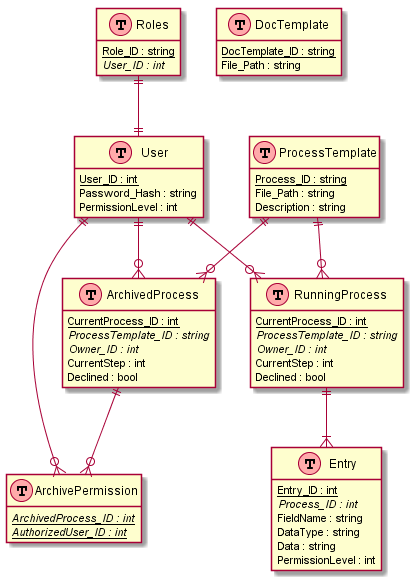 T Roles
Role_ID : string
User_ID : int
T DocTemplate
DocTemplate_ID : string
File_Path : string
T User
User_ID : int
Password_Hash : string
PermissionLevel : int
T ProcessTemplate
Process_ID : string
File_Path : string
Description : string
T ArchivedProcess
CurrentProcess_ID : int
ProcessTemplate_ID : string
Owner_ID : int
CurrentStep : int
Declined : bool
T RunningProcess
CurrentProcess_ID : int
ProcessTemplate_ID : string
Owner_ID : int
CurrentStep : int
Declined : bool
T ArchivePermission
ArchivedProcess_ID : int
AuthorizedUser_ID : int
T Entry
Entry_ID : int
Process_ID : int
FieldName : string
DataType : string
Data : string
PermissionLevel : int